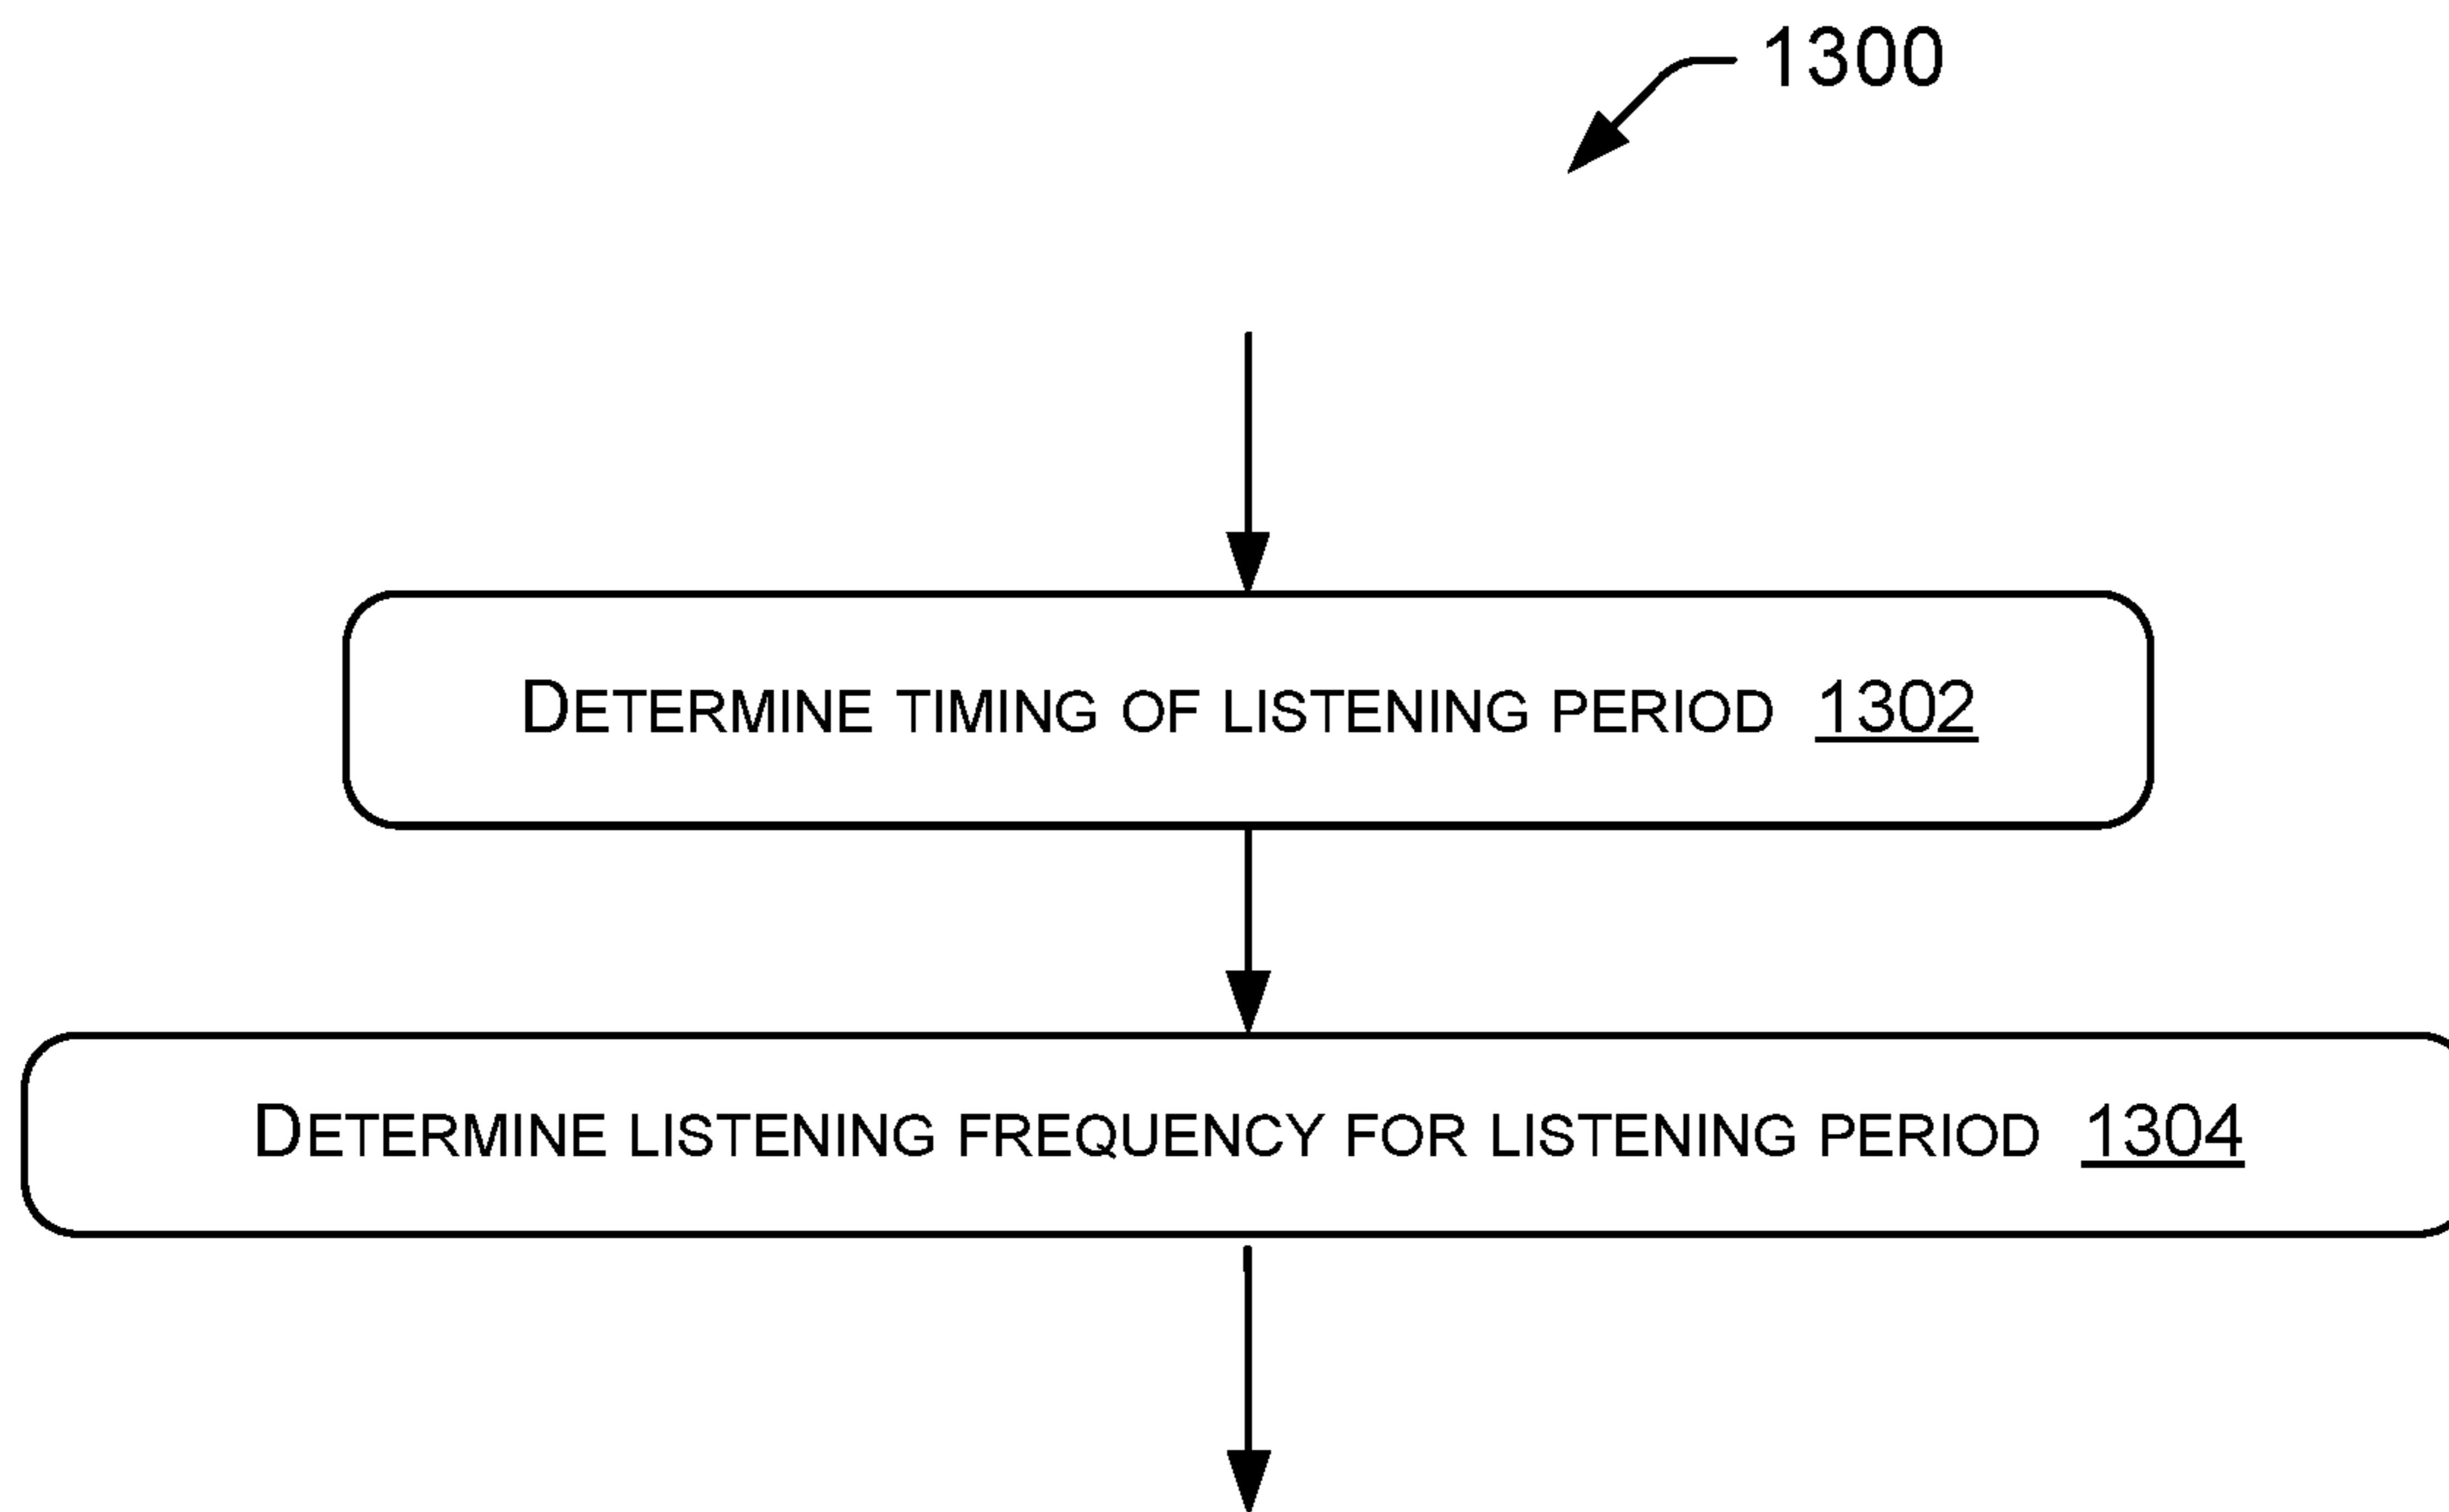 1300
DETERMINE TIMING OF LISTENING PERIOD 1302
DETERMINE LISTENING FREQUENCY FOR LISTENING PERIOD 1304